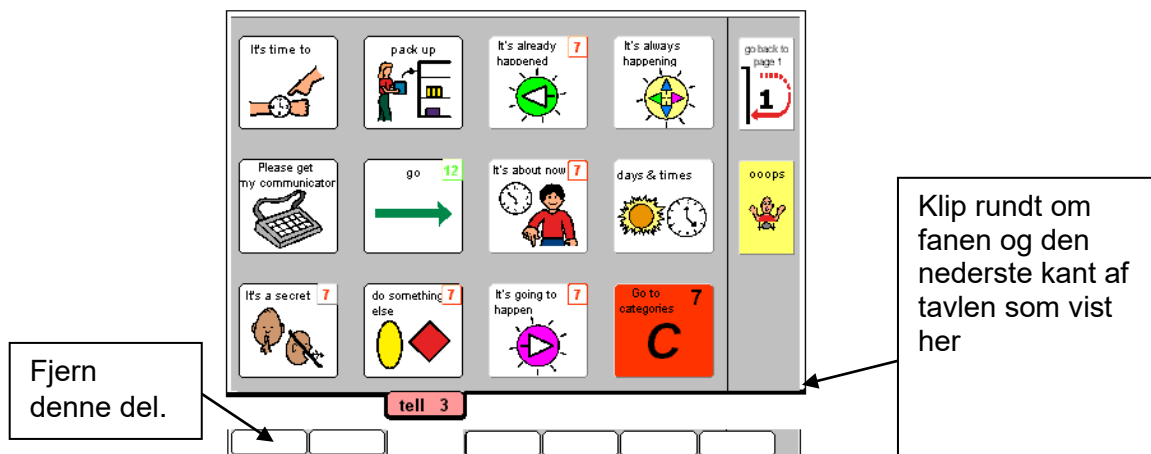 It's time to
pack up
It's already 7
happened
It's always
happening
go back to
page 1
1
Please get
my communicator
go 12
It's about now 7
days & times
ooops
It's a secret 7
do something 7
else
It's going to 7
happen
Go to 7
categories
C
tell 3
Fjern
denne del.
Klip rundt om
fanen og den
nederste kant af
tavlen som vist
her